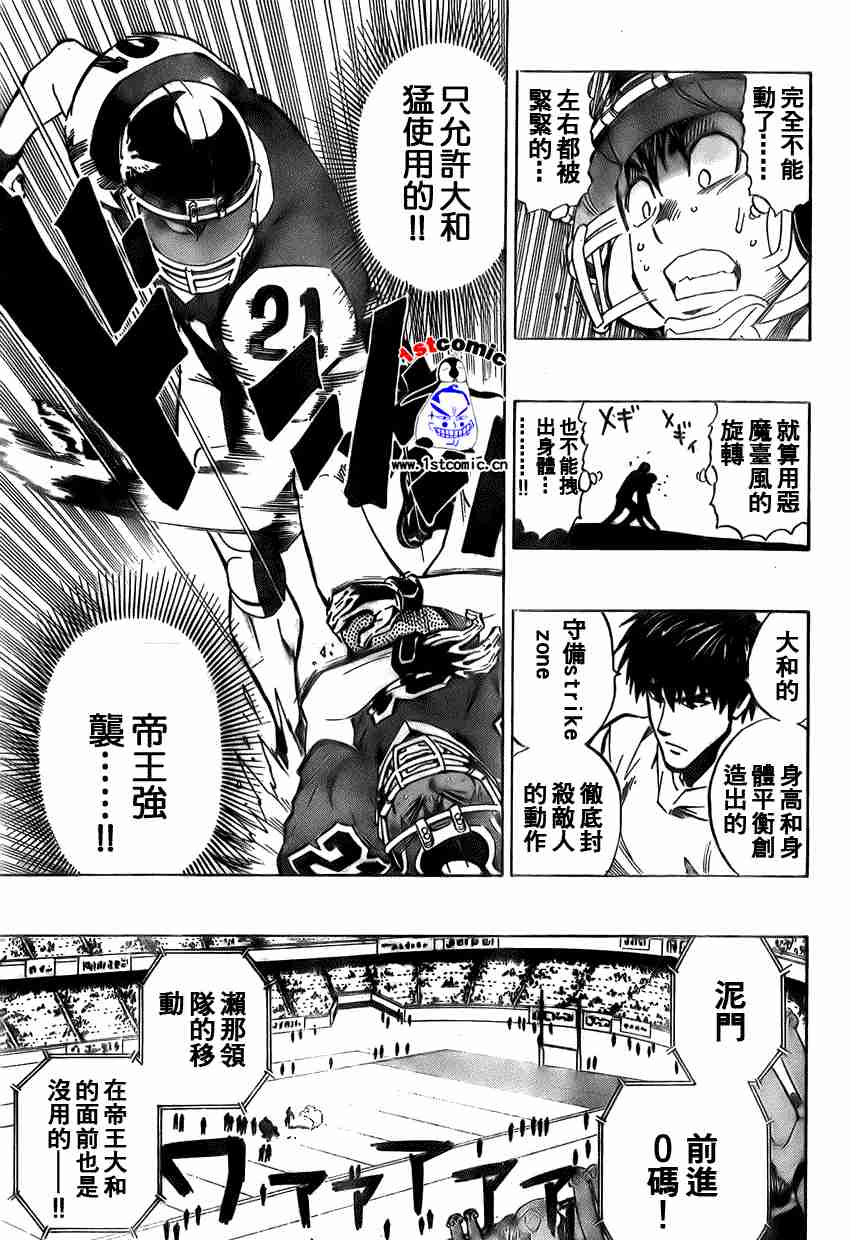 完全不能
動了……
左右都被
緊緊的…
就算用惡
魔臺風的
旋轉
メギ
メギィ
也不能拽
出身體…
………!!
大和的
身高和身
體平衡創
造出的
守備strike
zone
徹底封
殺敵人
的動作
只允許大和
猛使用的!!
21
1stcomic
www.1stcomic.cn
帝王強
襲……!!
2
泥門
前進
0碼!
瀨那領
隊的移
動
在帝王大和
的面前也是
沒用的——!!
ワァァァァ